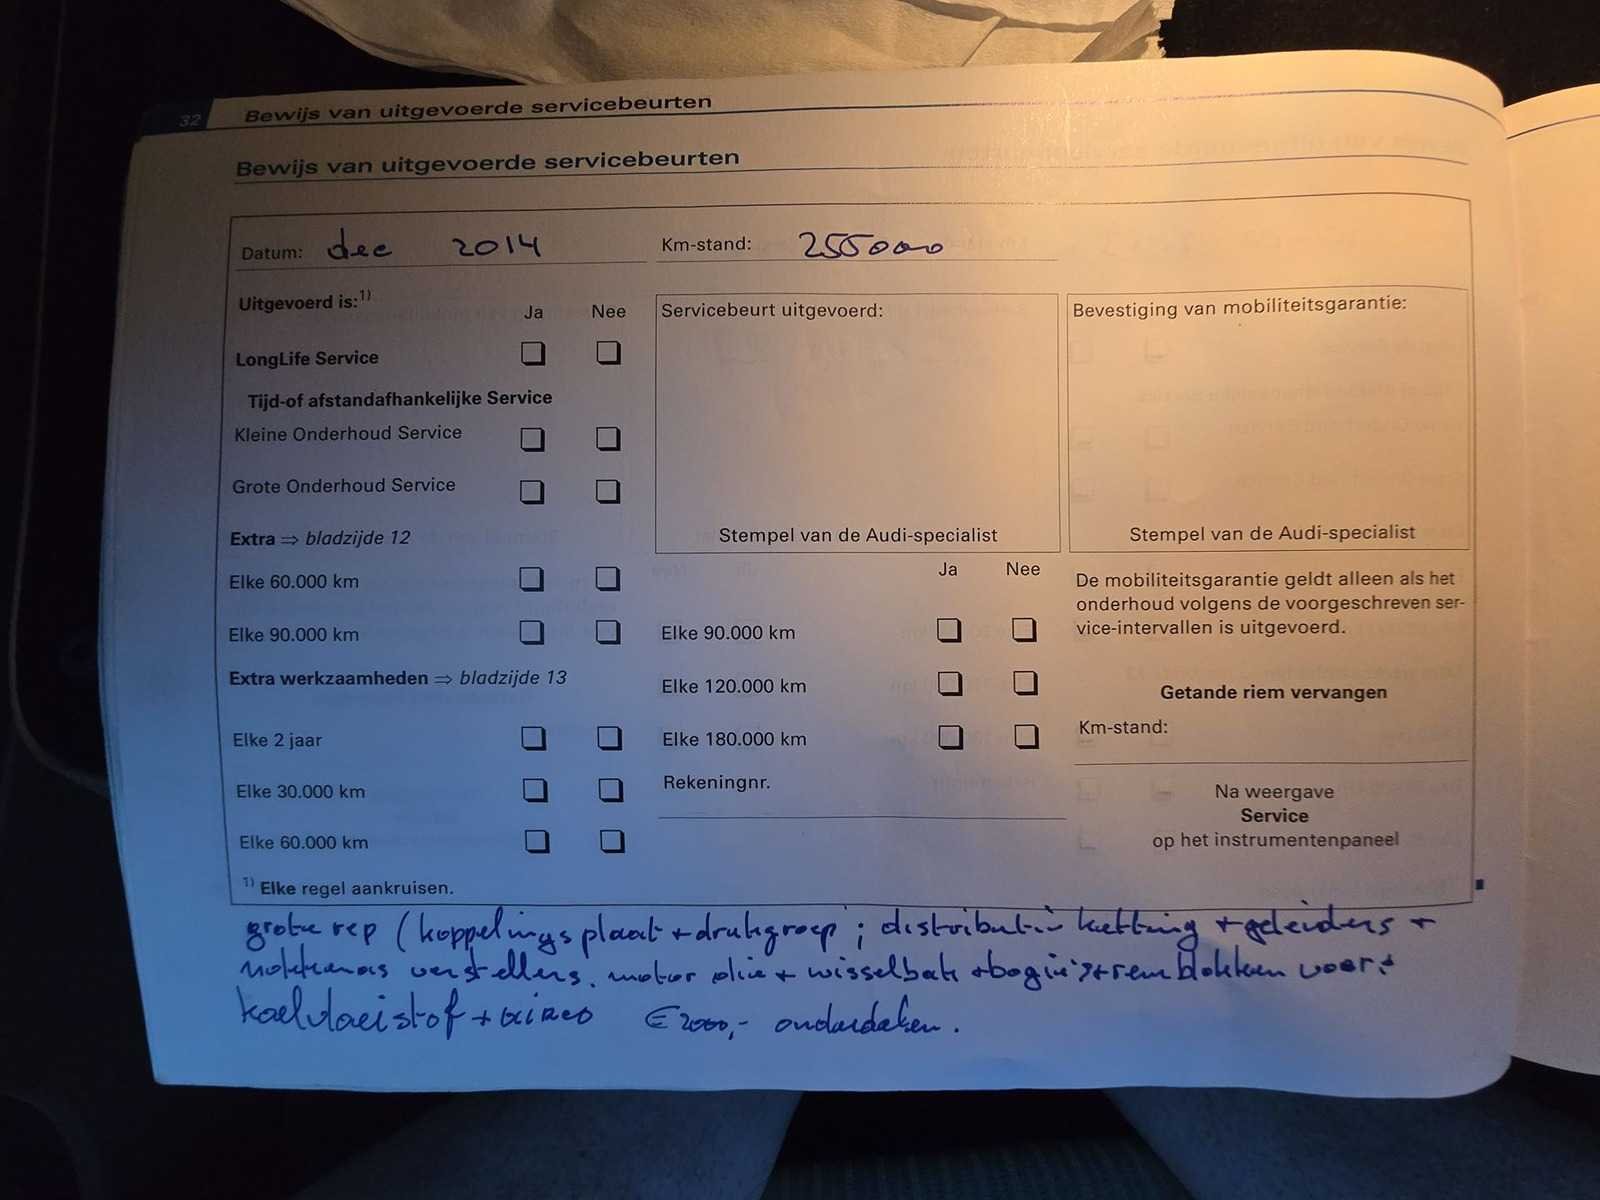 32 Bewijs van uitgevoerde servicebeurten
Bewijs van uitgevoerde servicebeurten
Datum: dec 2014
Km-stand: 255000
Uitgevoerd is:1)
Ja Nee
LongLife Service
Tijd-of afstandafhankelijke Service
Kleine Onderhoud Service
Grote Onderhoud Service
Extra ⇒ bladzijde 12
Elke 60.000 km
Elke 90.000 km
Extra werkzaamheden ⇒ bladzijde 13
Elke 2 jaar
Elke 30.000 km
Elke 60.000 km
1) Elke regel aankruisen.
Servicebeurt uitgevoerd:
Stempel van de Audi-specialist
Ja Nee
Elke 90.000 km
Elke 120.000 km
Elke 180.000 km
Rekeningnr.
Bevestiging van mobiliteitsgarantie:
Stempel van de Audi-specialist
De mobiliteitsgarantie geldt alleen als het
onderhoud volgens de voorgeschreven ser-
vice-intervallen is uitgevoerd.
Getande riem vervangen
Km-stand:
Na weergave
Service
op het instrumentenpaneel
grote rep (koppelingsplaat + drukgroep ; distributie ketting + geleiders +
nokkenas verstellers. motor olie + wisselbak + bogie's + remblokken voor +
koelvloeistof + € 2000,- onderdelen.